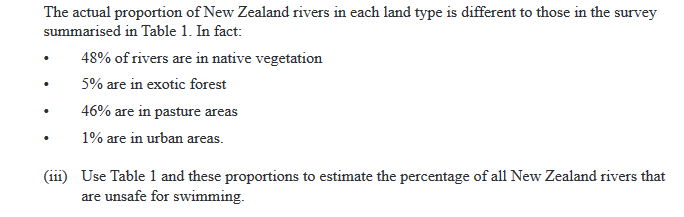 The actual proportion of New Zealand rivers in each land type is different to those in the survey
summarised in Table 1. In fact:
• 48% of rivers are in native vegetation
• 5% are in exotic forest
• 46% are in pasture areas
• 1% are in urban areas.
(iii) Use Table 1 and these proportions to estimate the percentage of all New Zealand rivers that
are unsafe for swimming.